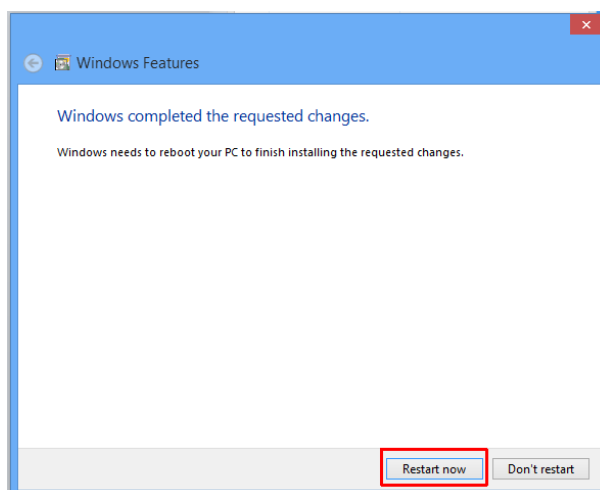 Windows Features
Windows completed the requested changes.
Windows needs to reboot your PC to finish installing the requested changes.
Restart now
Don't restart